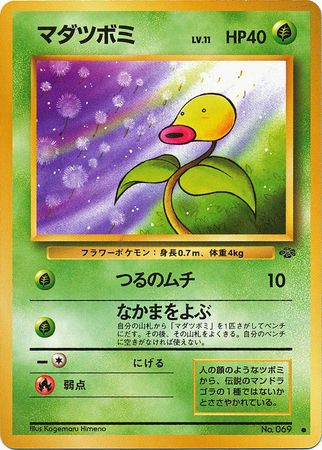 マダツボミ LV.11 HP40
フラワーポケモン：身長0.7m、体重4kg
つるのムチ 10
なかまをよぶ
自分の山札から「マダツボミ」を1匹さがしてベンチ
にだす。その後、その山札をよくきる。自分のベンチ
に空きがなければ使えない。
にげる
弱点
人の顔のようなツボミ
から、伝説のマンドラ
ゴラの1種ではないか
とささやかれている。
Illus.Kagemaru Himeno
No.069